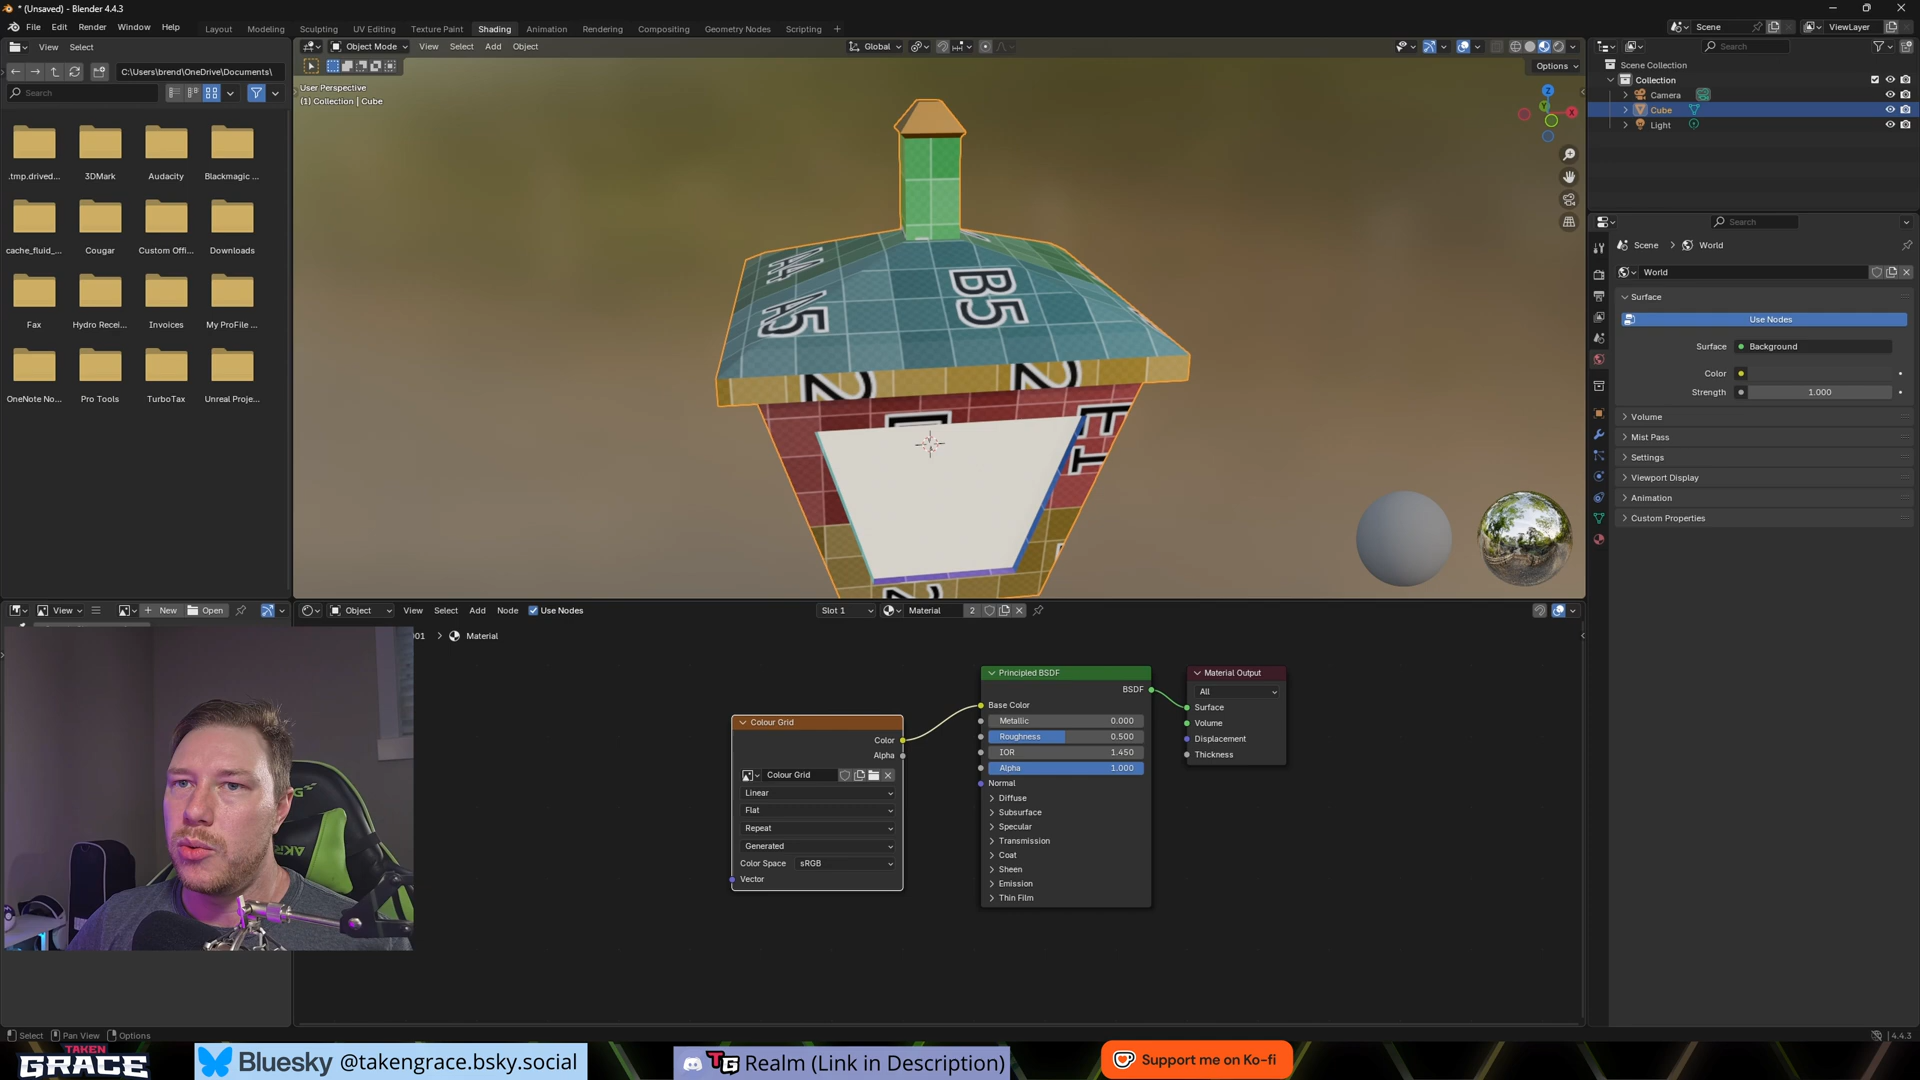 * (Unsaved) - Blender 4.4.3
File Edit Render Window Help
Layout Modeling Sculpting UV Editing Texture Paint Shading Animation Rendering Compositing Geometry Nodes Scripting +
Scene ViewLayer
View Select
Object Mode View Select Add Object Global
Search
C:\Users\brend\OneDrive\Documents\
Options
Search
User Perspective
(1) Collection | Cube
Scene Collection
Collection
Camera
Cube
Light
.tmp.drived... 3DMark Audacity Blackmagic ...
cache_fluid_... Cougar Custom Offi... Downloads
Fax Hydro Recei... Invoices My ProFile ...
OneNote No... Pro Tools TurboTax Unreal Proje...
Z
X
Y
A5
B5
2 2
Search
Scene > World
World
Surface
Use Nodes
Surface Background
Color
Strength 1.000
Volume
Mist Pass
Settings
Viewport Display
Animation
Custom Properties
View New Open
Object View Select Add Node Use Nodes Slot 1 Material 2
01 > Material
Colour Grid
Color
Alpha
Colour Grid
Linear
Flat
Repeat
Generated
Color Space sRGB
Vector
Principled BSDF
BSDF
Base Color
Metallic 0.000
Roughness 0.500
IOR 1.450
Alpha 1.000
Normal
Diffuse
Subsurface
Specular
Transmission
Coat
Sheen
Emission
Thin Film
Material Output
All
Surface
Volume
Displacement
Thickness
AKR
Select Pan View Options
4.4.3
TAKEN
GRACE
Bluesky @takengrace.bsky.social
TG Realm (Link in Description)
Support me on Ko-fi